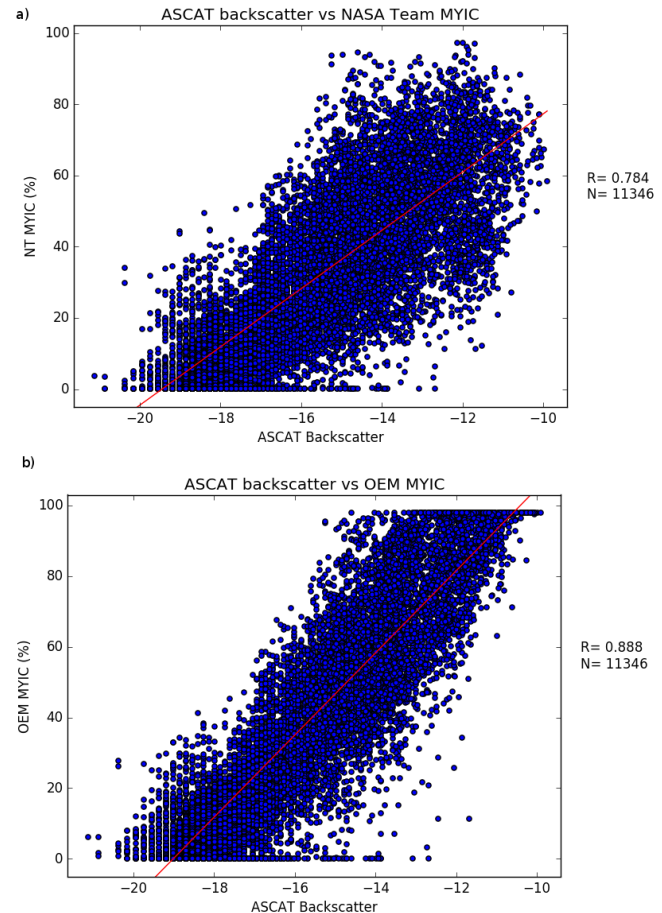 a)
ASCAT backscatter vs NASA Team MYIC
100
80
60
40
20
0
NT MYIC (%)
−20 −18 −16 −14 −12 −10
ASCAT Backscatter
R= 0.784
N= 11346
b)
ASCAT backscatter vs OEM MYIC
100
80
60
40
20
0
OEM MYIC (%)
−20 −18 −16 −14 −12 −10
ASCAT Backscatter
R= 0.888
N= 11346